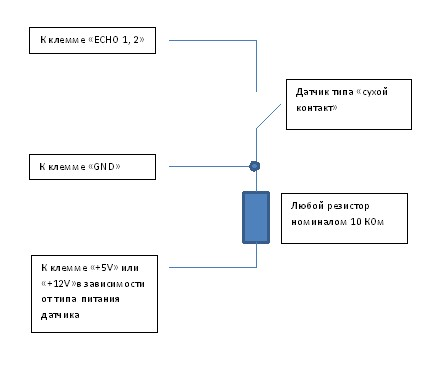 К клемме «ECHO 1, 2»
Датчик типа «сухой
контакт»
К клемме «GND»
Любой резистор
номиналом 10 КОм
К клемме «+5V» или
«+12V»в зависимости
от типа питания
датчика